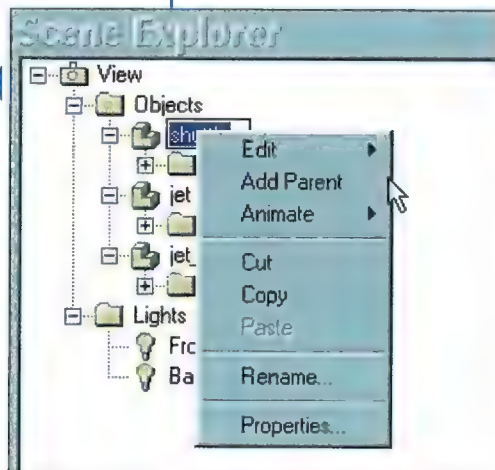 Scene Explorer
View
Objects
Edit
Add Parent
jet
Animate
Cut
Copy
Lights
Paste
Rename...
Properties...